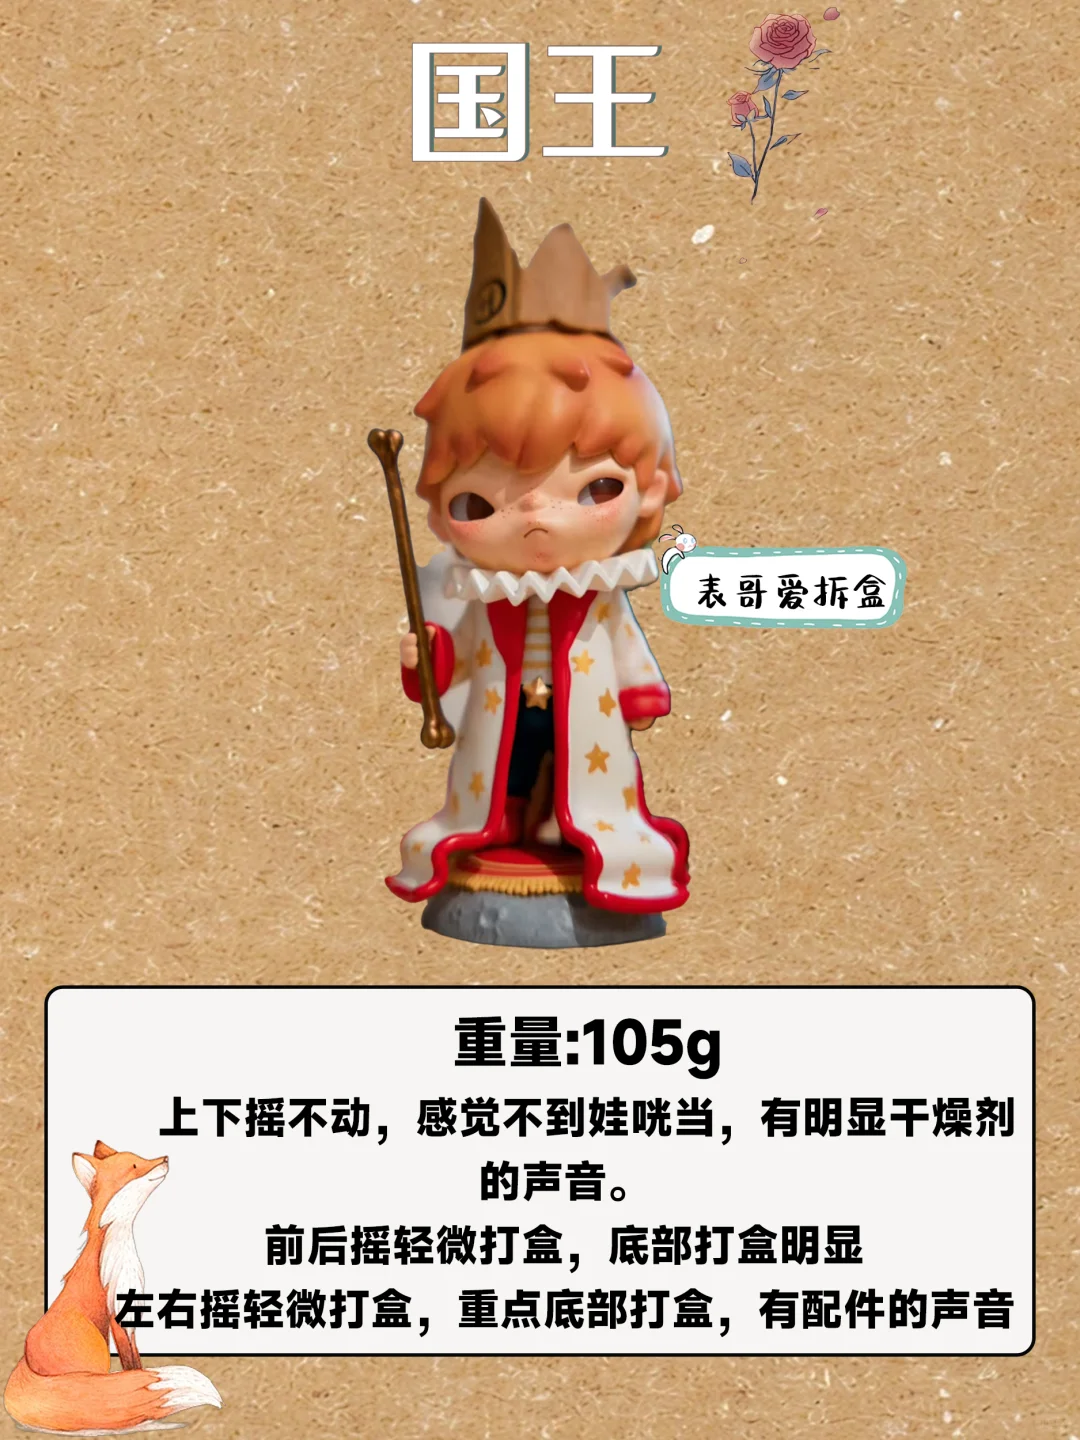 国王
表哥爱拆盒
重量:105g
上下摇不动，感觉不到娃咣当，有明显干燥剂
的声音。
前后摇轻微打盒，底部打盒明显
左右摇轻微打盒，重点底部打盒，有配件的声音